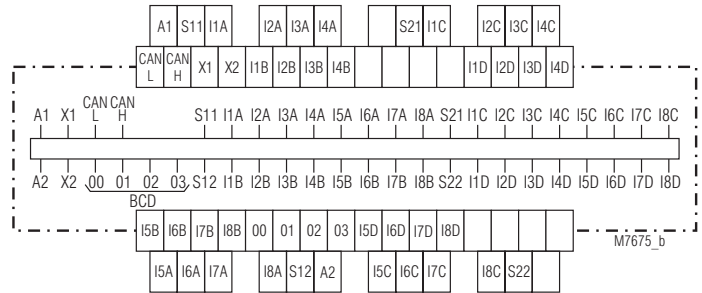 A1 S11 I1A I2A I3A I4A S21 I1C I2C I3C I4C
CAN L CAN H X1 X2 I1B I2B I3B I4B I1D I2D I3D I4D
A1 X1 CAN L CAN H S11 I1A I2A I3A I4A I5A I6A I7A I8A S21 I1C I2C I3C I4C I5C I6C I7C I8C
A2 X2 00 01 02 03 S12 I1B I2B I3B I4B I5B I6B I7B I8B S22 I1D I2D I3D I4D I5D I6D I7D I8D
BCD
I5B I6B I7B I8B 00 01 02 03 I5D I6D I7D I8D
M7675_b
I5A I6A I7A I8A S12 A2 I5C I6C I7C I8C S22